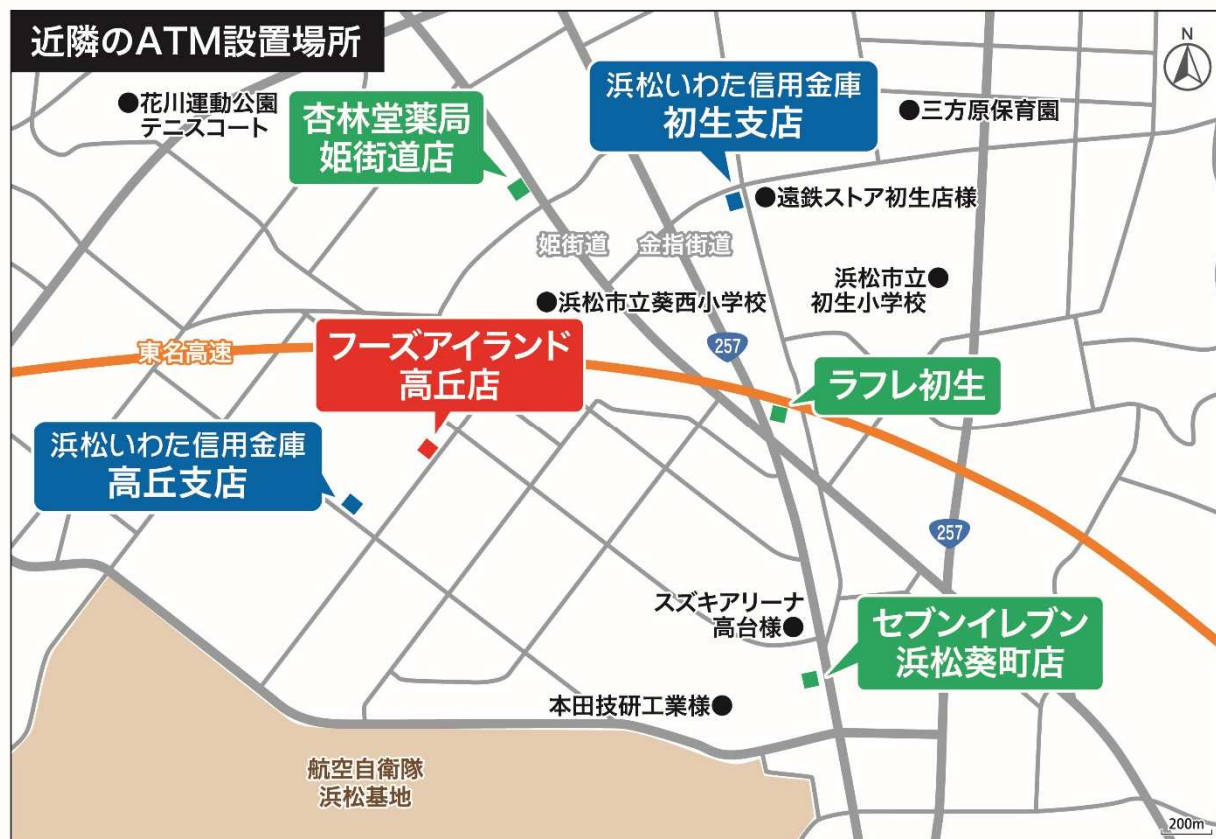 近隣のATM設置場所
N
●花川運動公園
テニスコート
杏林堂薬局
姫街道店
浜松いわた信用金庫
初生支店
●三方原保育園
●遠鉄ストア初生店様
姫街道
金指街道
浜松市立●
初生小学校
●浜松市立葵西小学校
東名高速
フーズアイランド
高丘店
257
ラフレ初生
浜松いわた信用金庫
高丘支店
257
スズキアリーナ
高台様●
セブンイレブン
浜松葵町店
本田技研工業様●
航空自衛隊
浜松基地
200m